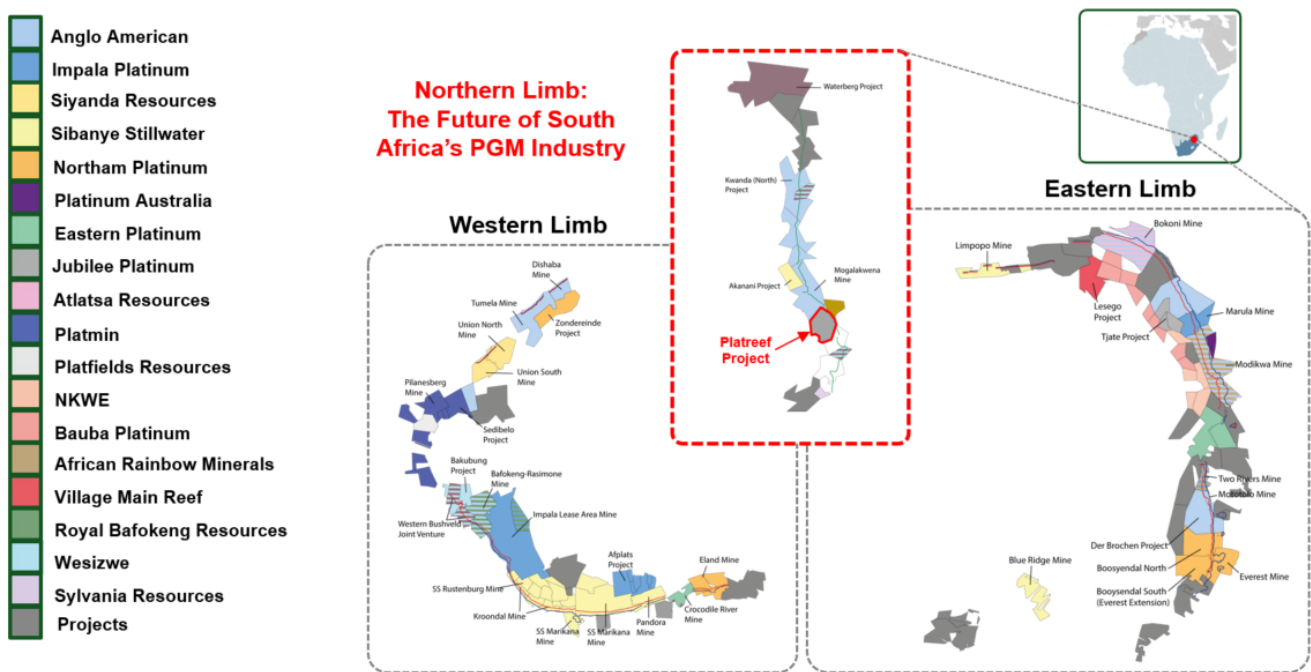 Anglo American
Impala Platinum
Siyanda Resources
Sibanye Stillwater
Northam Platinum
Platinum Australia
Eastern Platinum
Jubilee Platinum
Atlatsa Resources
Platmin
Platfields Resources
NKWE
Bauba Platinum
African Rainbow Minerals
Village Main Reef
Royal Bafokeng Resources
Wesizwe
Sylvania Resources
Projects
Northern Limb:
The Future of South
Africa's PGM Industry
Waterberg Project
Kwanda (North)
Project
Akanani Project
Mogalakwena
Mine
Platreef
Project
Western Limb
Dishaba
Mine
Tumela Mine
Zondereinde
Project
Union North
Mine
Union South
Mine
Pilanesberg
Mine
Sedibelo
Project
Bakubung
Project
Bafokeng-Rasimone
Mine
Western Bushveld
Joint Venture
Impala Lease Area Mine
Afplats
Project
Eland Mine
SS Rustenburg Mine
Kroondal Mine
SS Marikana
Mine
SS Marikana
Mine
Pandora
Mine
Crocodile River
Mine
Eastern Limb
Bokoni Mine
Limpopo Mine
Lesego
Project
Tjate Project
Marula Mine
Modikwa Mine
Two Rivers Mine
Mototolo Mine
Der Brochen Project
Booysendal North
Booysendal South
(Everest Extension)
Everest Mine
Blue Ridge Mine